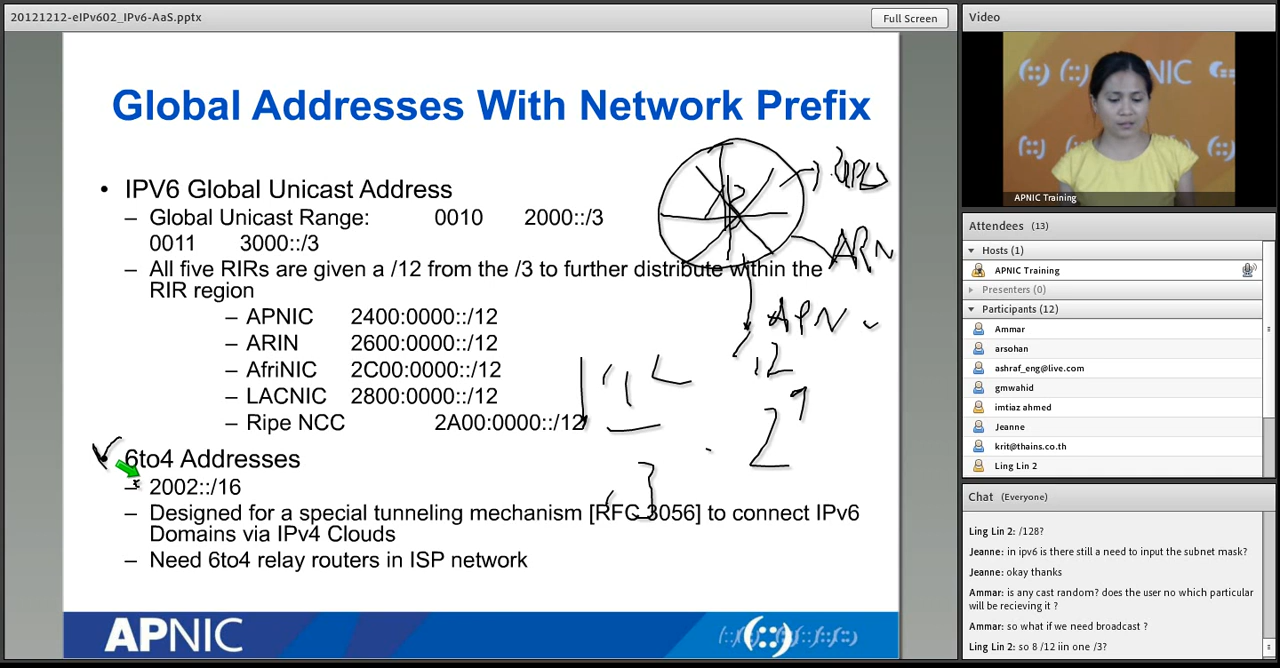 20121212-eIPv602_IPv6-AaS.pptx
Full Screen
Global Addresses With Network Prefix
• IPV6 Global Unicast Address
– Global Unicast Range: 0010 2000::/3
0011 3000::/3
– All five RIRs are given a /12 from the /3 to further distribute within the
RIR region
– APNIC 2400:0000::/12
– ARIN 2600:0000::/12
– AfriNIC 2C00:0000::/12
– LACNIC 2800:0000::/12
– Ripe NCC 2A00:0000::/12
• 6to4 Addresses
– 2002::/16
– Designed for a special tunneling mechanism [RFC 3056] to connect IPv6
Domains via IPv4 Clouds
– Need 6to4 relay routers in ISP network
APNIC
ARN
APN
12
2^9
Video
NIC
APNIC Training
Attendees (13)
Hosts (1)
APNIC Training
Presenters (0)
Participants (12)
Ammar
arsohan
ashraf_eng@live.com
gmwahid
imtiaz ahmed
Jeanne
krit@thains.co.th
Ling Lin 2
Chat (Everyone)
Ling Lin 2: /128?
Jeanne: in ipv6 is there still a need to input the subnet mask?
Jeanne: okay thanks
Ammar: is any cast random? does the user no which particular
will be recieving it ?
Ammar: so what if we need broadcast ?
Ling Lin 2: so 8 /12 iin one /3?